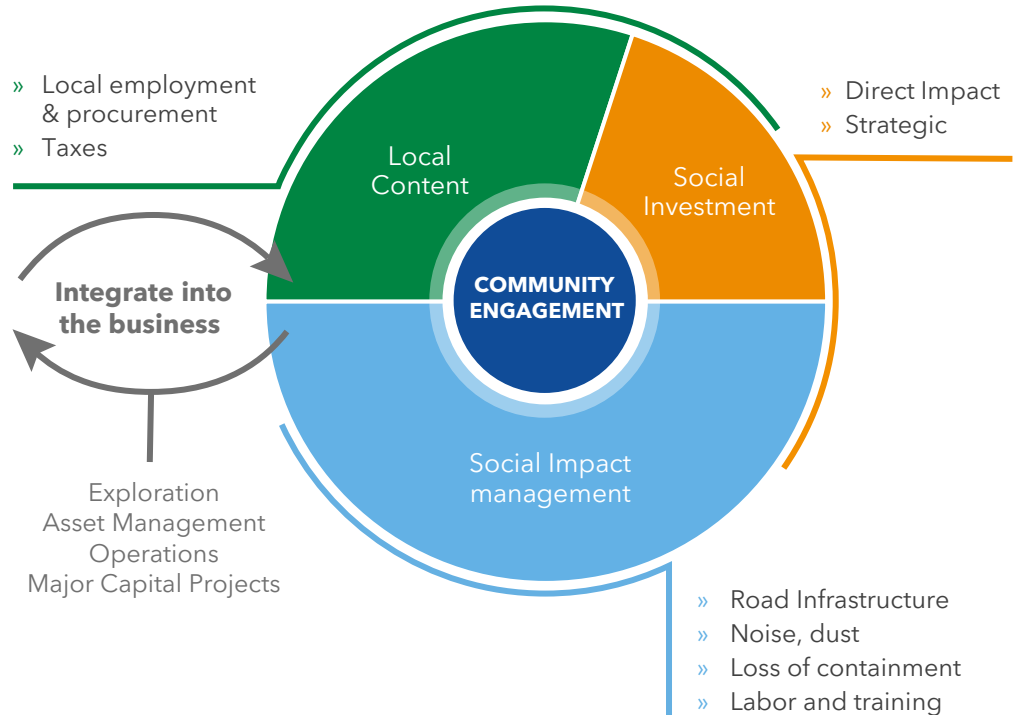 » Local employment
& procurement
» Taxes
» Direct Impact
» Strategic
Local
Content
Social
Investment
Integrate into
the business
COMMUNITY
ENGAGEMENT
Social Impact
management
Exploration
Asset Management
Operations
Major Capital Projects
» Road Infrastructure
» Noise, dust
» Loss of containment
» Labor and training